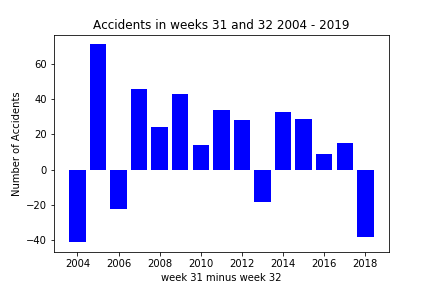 Accidents in weeks 31 and 32 2004 - 2019
Number of Accidents
60
40
20
0
−20
−40
2004 2006 2008 2010 2012 2014 2016 2018
week 31 minus week 32